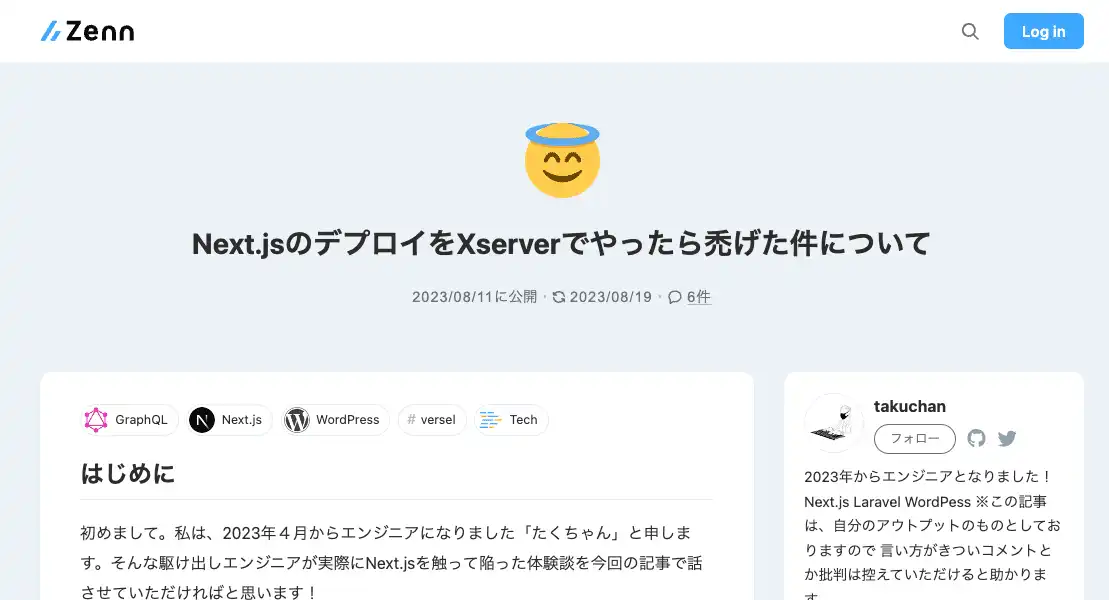 Zenn
Log in
Next.jsのデプロイをXserverでやったら禿げた件について
2023/08/11に公開 · 2023/08/19 · 6件
GraphQL
Next.js
WordPress
# versel
Tech
はじめに
初めまして。私は、2023年４月からエンジニアになりました「たくちゃん」と申しま
す。そんな駆け出しエンジニアが実際にNext.jsを触って陥った体験談を今回の記事で話
させていただければと思います！
takuchan
フォロー
2023年からエンジニアとなりました！
Next.js Laravel WordPess ※この記事
は、自分のアウトプットのものとしてお
りますので 言い方がきついコメントと
か批判は控えていただけると助かりま
す